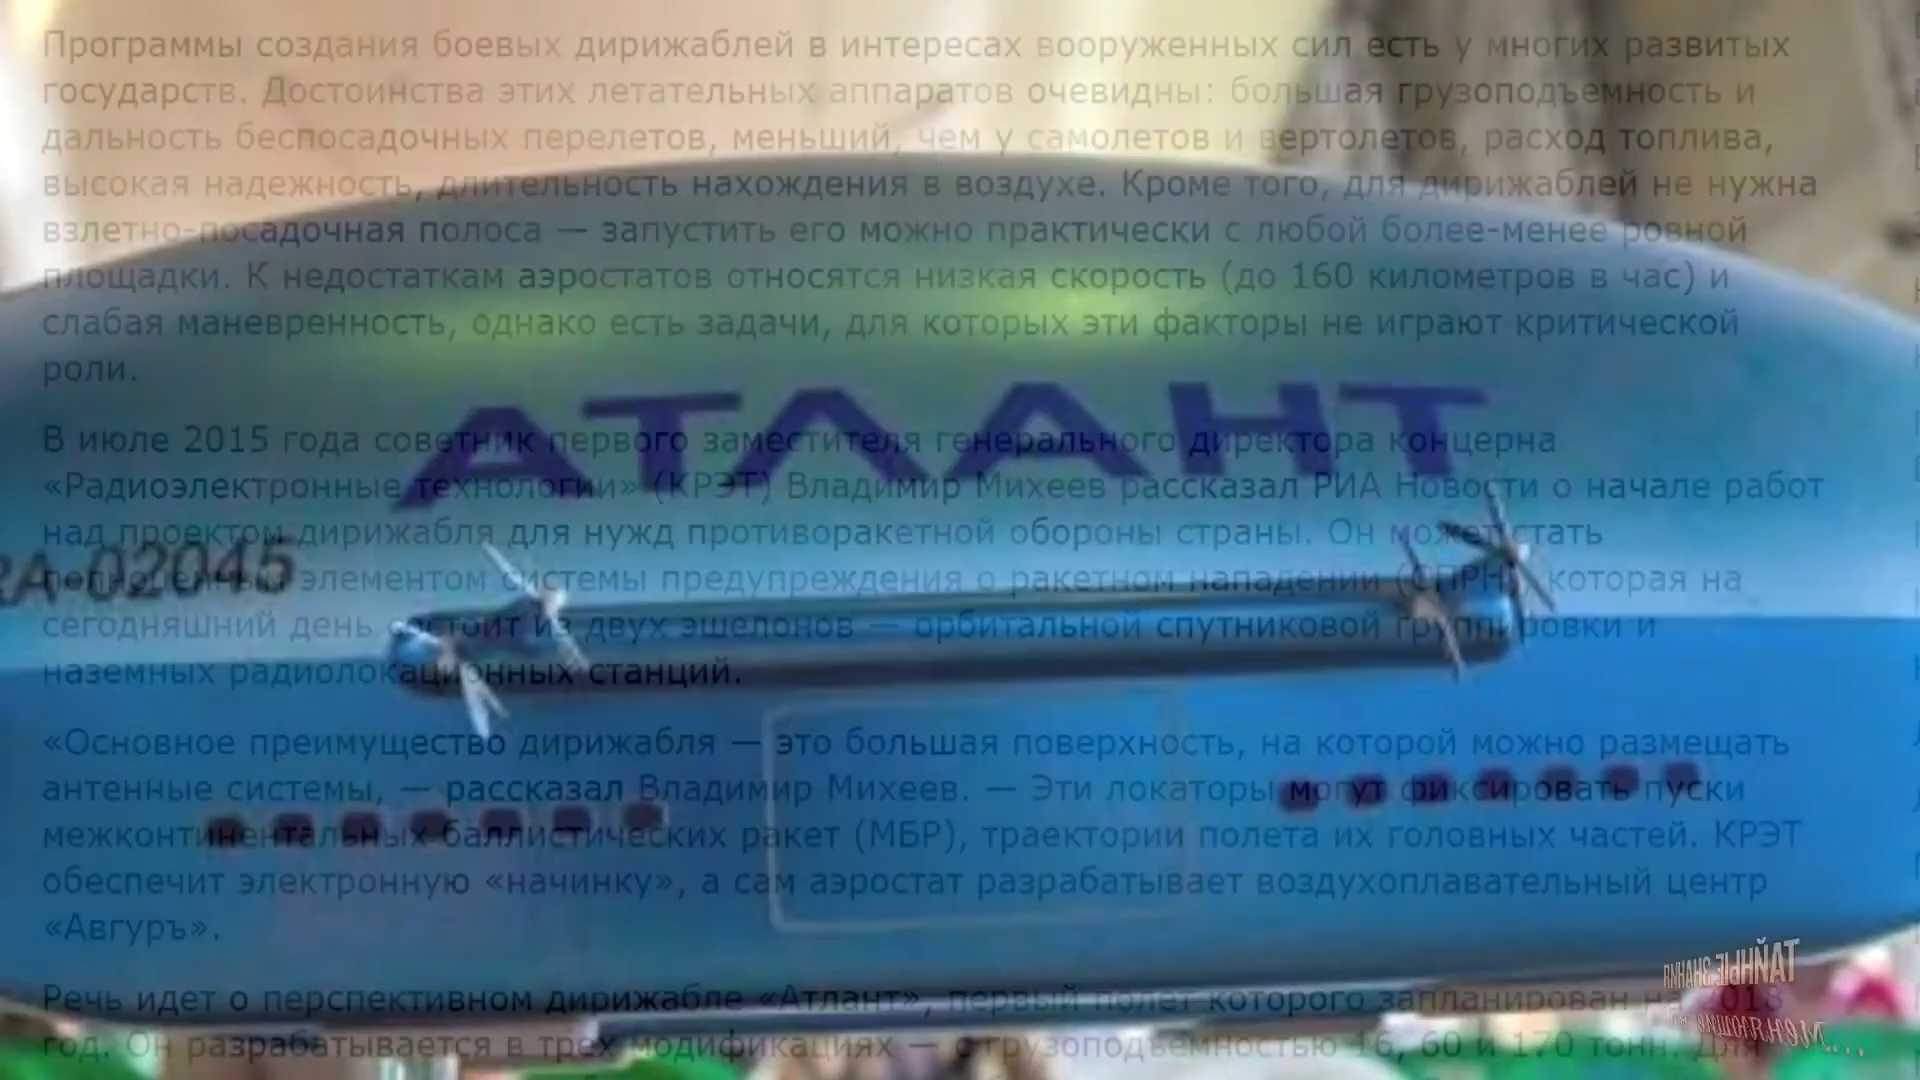 Программы создания боевых дирижаблей в интересах вооруженных сил есть у многих развитых
государств. Достоинства этих летательных аппаратов очевидны: большая грузоподъемность и
дальность беспосадочных перелетов, меньший, чем у самолетов и вертолетов, расход топлива,
высокая надежность, длительность нахождения в воздухе. Кроме того, для дирижаблей не нужна
взлетно-посадочная полоса — запустить его можно практически с любой более-менее ровной
площадки. К недостаткам аэростатов относятся низкая скорость (до 160 километров в час) и
слабая маневренность, однако есть задачи, для которых эти факторы не играют критической
роли.
АТЛАНТ
В июле 2015 года советник первого заместителя генерального директора концерна
«Радиоэлектронные технологии» (КРЭТ) Владимир Михеев рассказал РИА Новости о начале работ
над проектом дирижабля для нужд противоракетной обороны страны. Он может стать
RA-02045
полноценным элементом системы предупреждения о ракетном нападении (СПРН), которая на
сегодняшний день состоит из двух эшелонов — орбитальной спутниковой группировки и
наземных радиолокационных станций.
«Основное преимущество дирижабля — это большая поверхность, на которой можно размещать
антенные системы, — рассказал Владимир Михеев. — Эти локаторы могут фиксировать пуски
межконтинентальных баллистических ракет (МБР), траектории полета их головных частей. КРЭТ
обеспечит электронную «начинку», а сам аэростат разрабатывает воздухоплавательный центр
«Авгуръ».
Речь идет о перспективном дирижабле «Атлант», первый полет которого запланирован на 2018
год. Он разрабатывается в трех модификациях — с грузоподъемностью 16, 60 и 170 тонн. Для
ТАЙНЫЕ ЗНАНИЯ